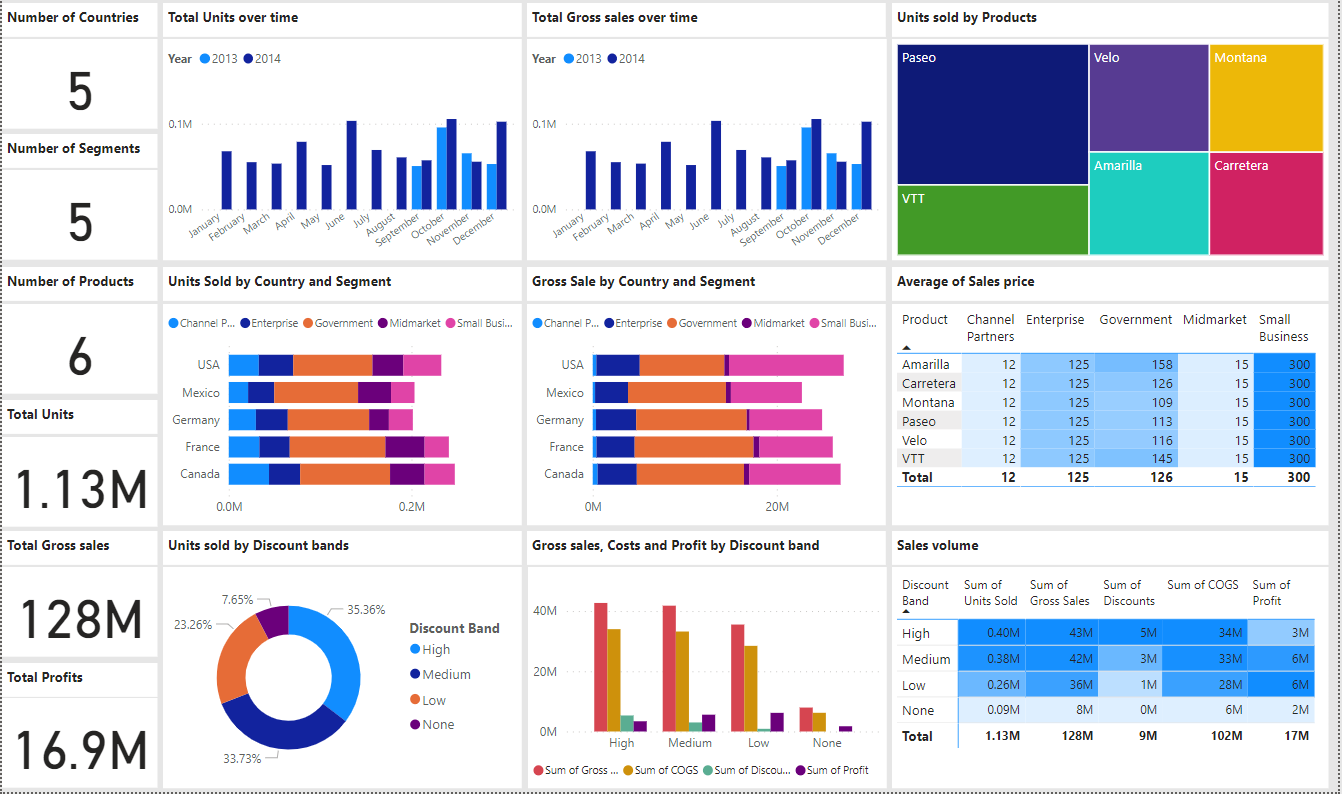 Number of Countries
5
Number of Segments
5
Number of Products
6
Total Units
1.13M
Total Gross sales
128M
Total Profits
16.9M
Total Units over time
Year 2013 2014
0.1M
0.0M
January February March April May June July August September October November December
Total Gross sales over time
Year 2013 2014
0.1M
0.0M
January February March April May June July August September October November December
Units sold by Products
Paseo
Velo
Montana
VTT
Amarilla
Carretera
Units Sold by Country and Segment
Channel P... Enterprise Government Midmarket Small Busi...
USA
Mexico
Germany
France
Canada
0.0M 0.2M
Gross Sale by Country and Segment
Channel P... Enterprise Government Midmarket Small Busi...
USA
Mexico
Germany
France
Canada
0M 20M
Average of Sales price
Product Channel Partners Enterprise Government Midmarket Small Business
Amarilla 12 125 158 15 300
Carretera 12 125 126 15 300
Montana 12 125 109 15 300
Paseo 12 125 113 15 300
Velo 12 125 116 15 300
VTT 12 125 145 15 300
Total 12 125 126 15 300
Units sold by Discount bands
7.65%
35.36%
23.26%
33.73%
Discount Band
High
Medium
Low
None
Gross sales, Costs and Profit by Discount band
40M
20M
0M
High Medium Low None
Sum of Gross ... Sum of COGS Sum of Discou... Sum of Profit
Sales volume
Discount Band Sum of Units Sold Sum of Gross Sales Sum of Discounts Sum of COGS Sum of Profit
High 0.40M 43M 5M 34M 3M
Medium 0.38M 42M 3M 33M 6M
Low 0.26M 36M 1M 28M 6M
None 0.09M 8M 0M 6M 2M
Total 1.13M 128M 9M 102M 17M